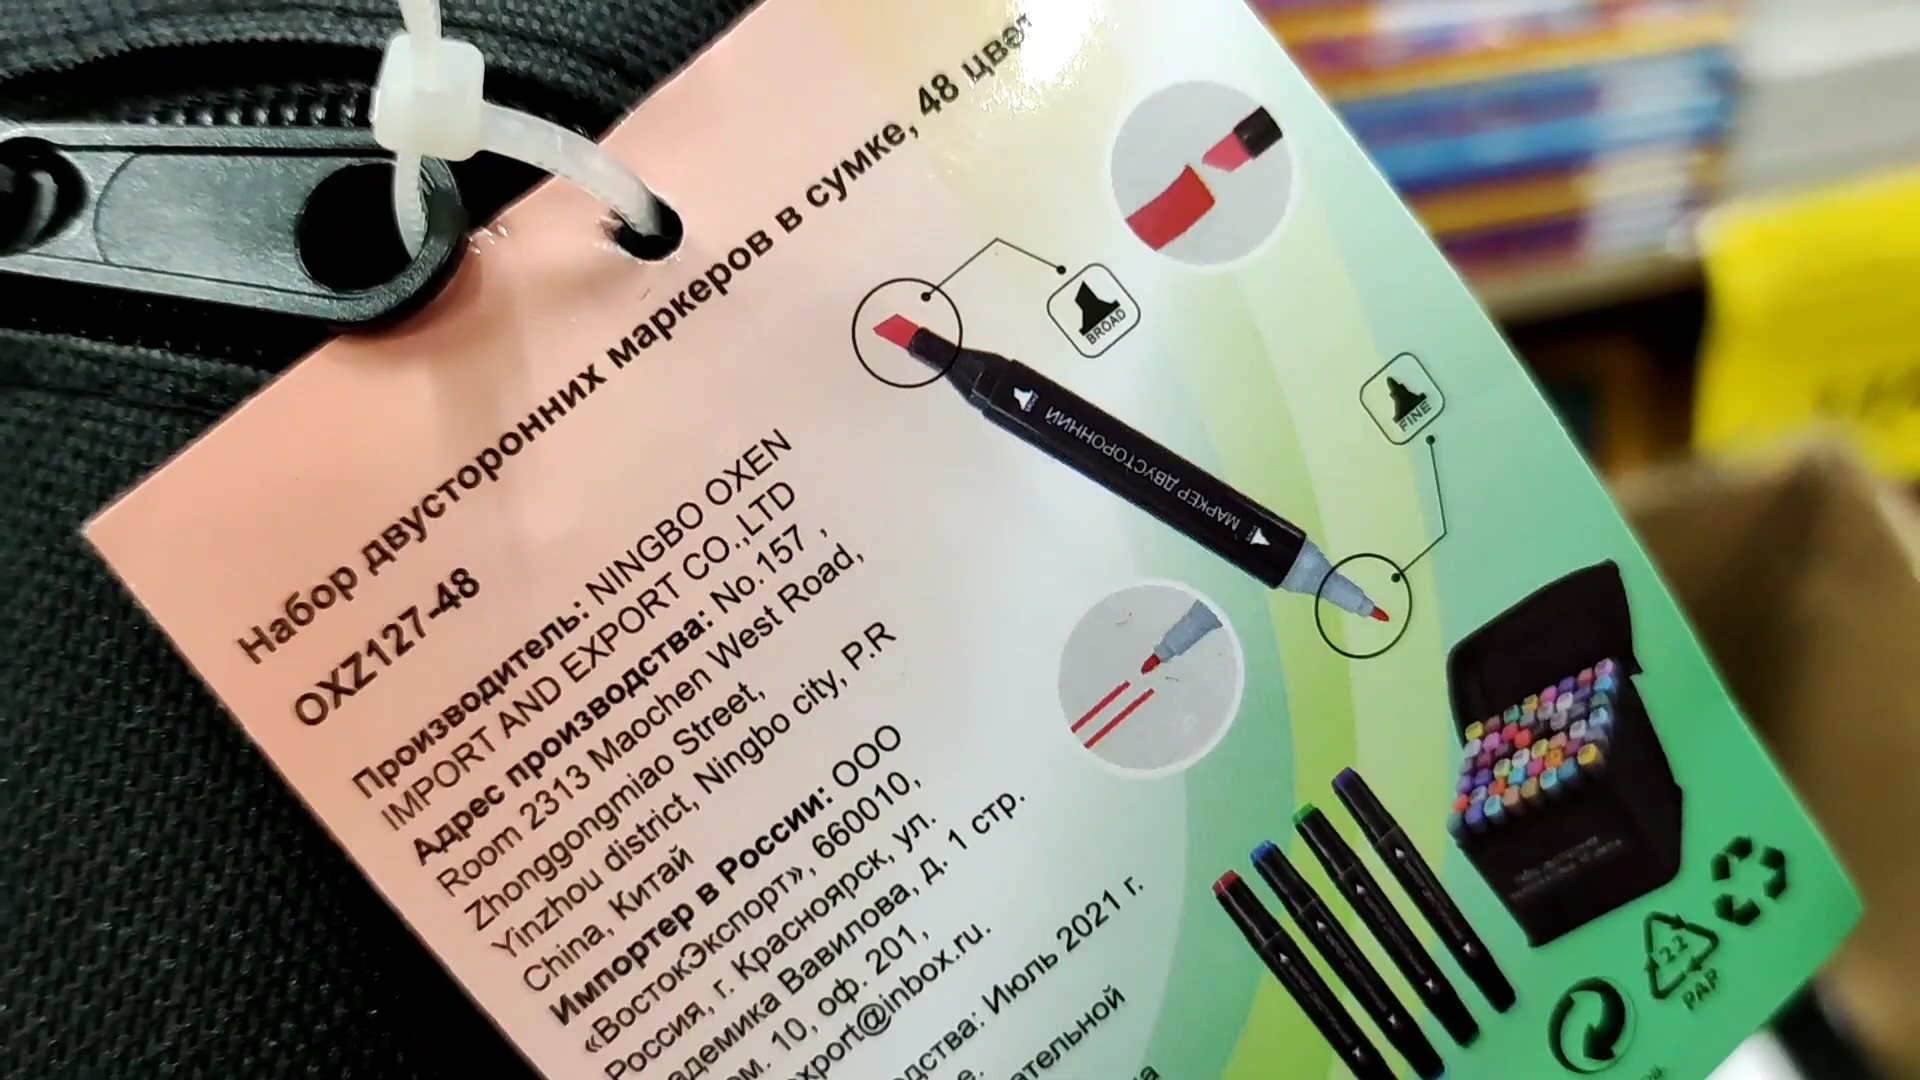 Набор двусторонних маркеров в сумке, 48 цвет
OXZ127-48
Производитель: NINGBO OXEN
IMPORT AND EXPORT CO.,LTD
Адрес производства: No.157 ,
Room 2313 Maochen West Road,
Zhonggongmiao Street,
Yinzhou district, Ningbo city, P.R
China, Китай
Импортер в России: ООО
«ВостокЭкспорт», 660010,
Россия, г. Красноярск, ул.
адемика Вавилова, д. 1 стр.
ом. 10, оф. 201,
xport@inbox.ru.
одства: Июль 2021 г.
е.
ательной
BROAD
FINE
МАРКЕР ДВУСТОРОННИЙ
22
PAP